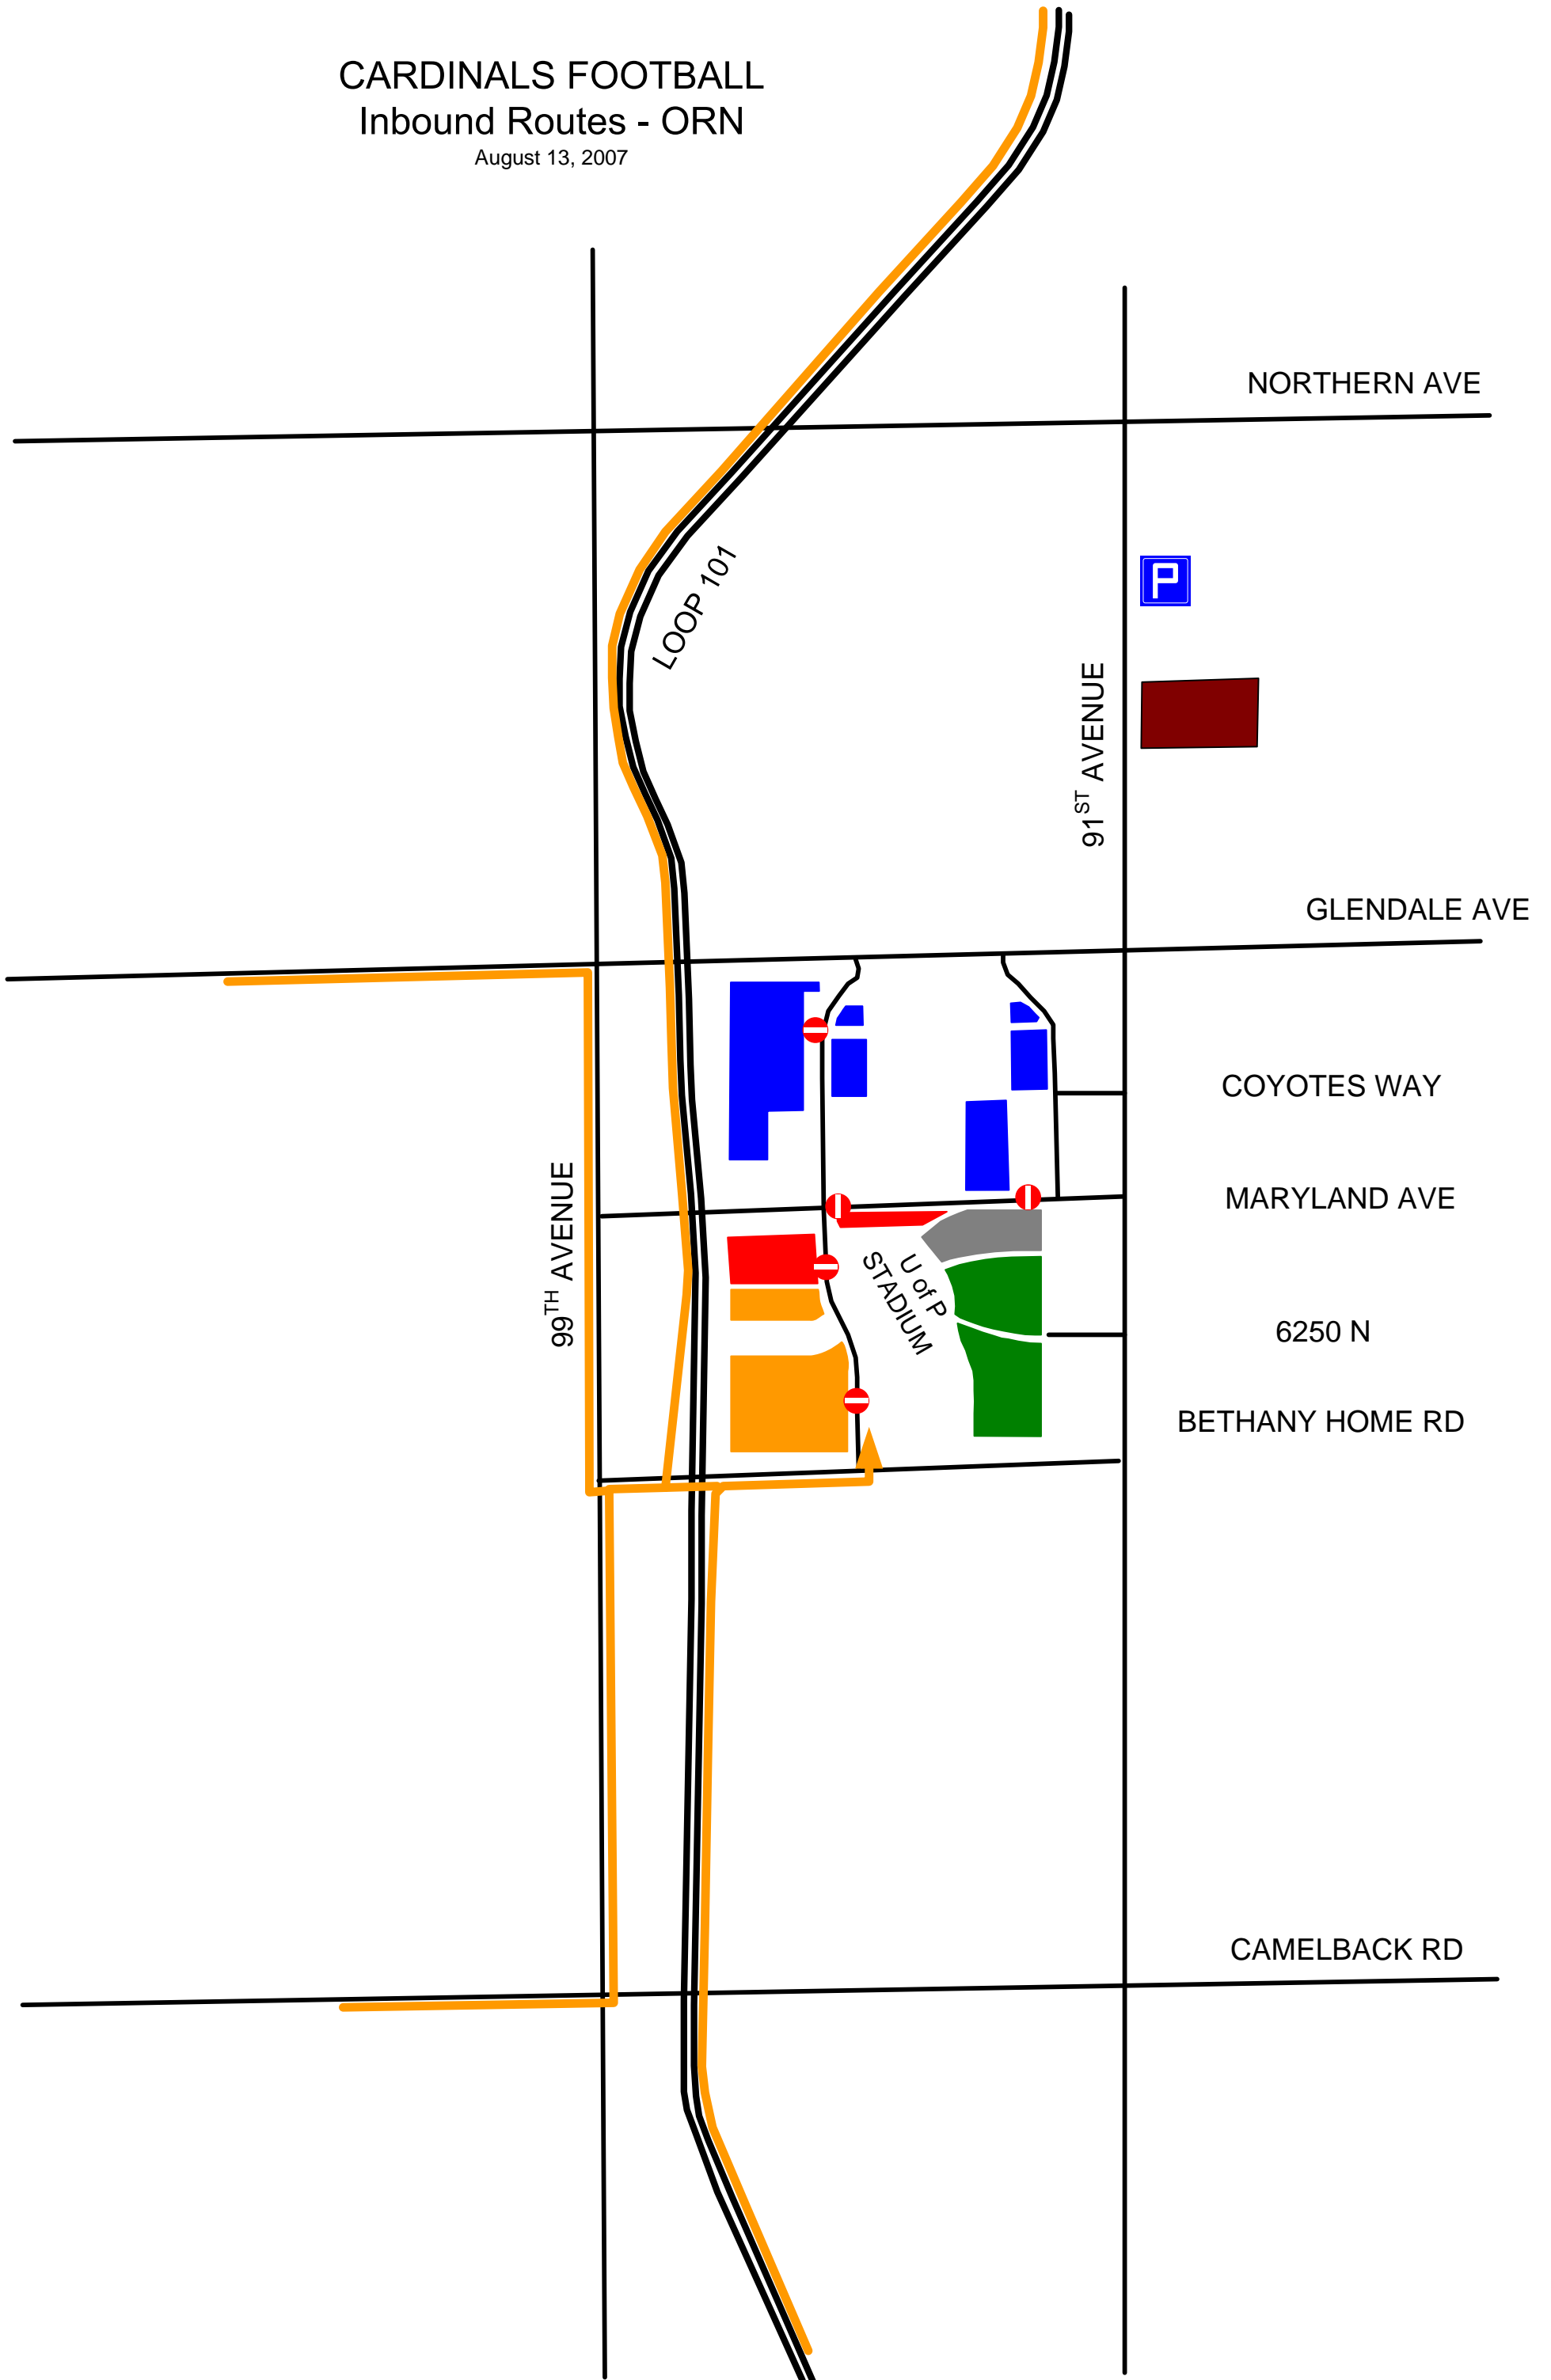 CARDINALS FOOTBALL
Inbound Routes - ORN
August 13, 2007
NORTHERN AVE
LOOP 101
P
91ST AVENUE
GLENDALE AVE
COYOTES WAY
MARYLAND AVE
99TH AVENUE
U of P
STADIUM
6250 N
BETHANY HOME RD
CAMELBACK RD